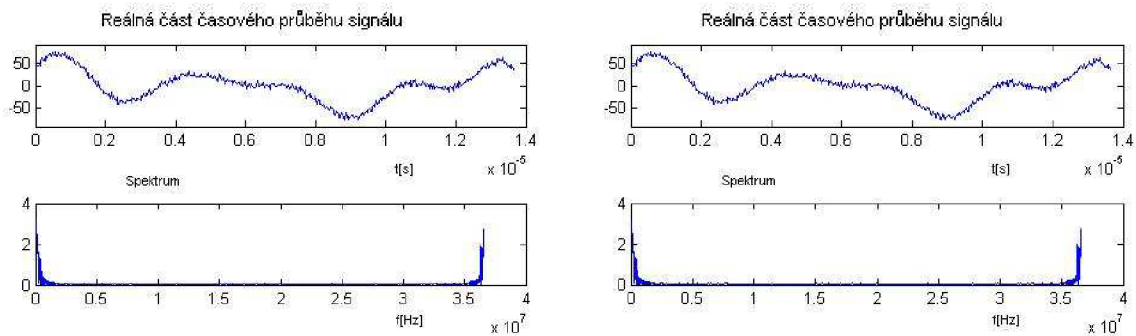 Reálná část časového průběhu signálu
50
0
-50
0 0.2 0.4 0.6 0.8 1 1.2 1.4
t[s] x 10⁻⁵
Spektrum
4
2
0
0 0.5 1 1.5 2 2.5 3 3.5 4
f[Hz] x 10⁷
Reálná část časového průběhu signálu
50
0
-50
0 0.2 0.4 0.6 0.8 1 1.2 1.4
t[s] x 10⁻⁵
Spektrum
4
2
0
0 0.5 1 1.5 2 2.5 3 3.5 4
f[Hz] x 10⁷